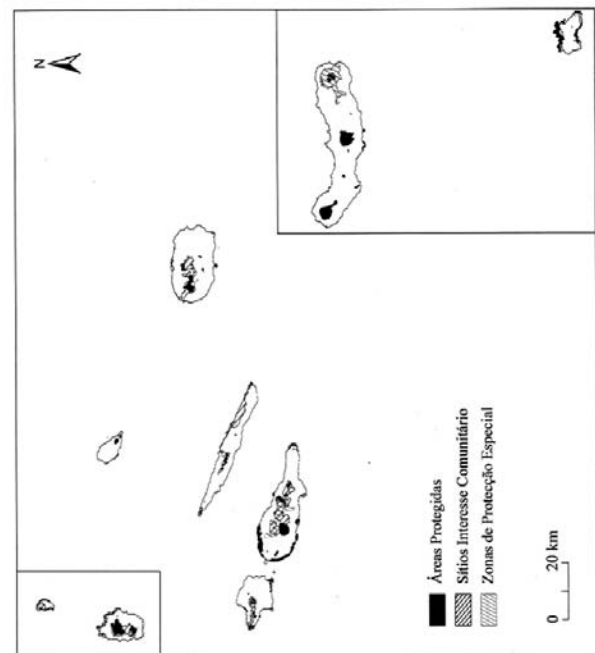 N
Áreas Protegidas
Sítios Interesse Comunitário
Zonas de Protecção Especial
0 20 km